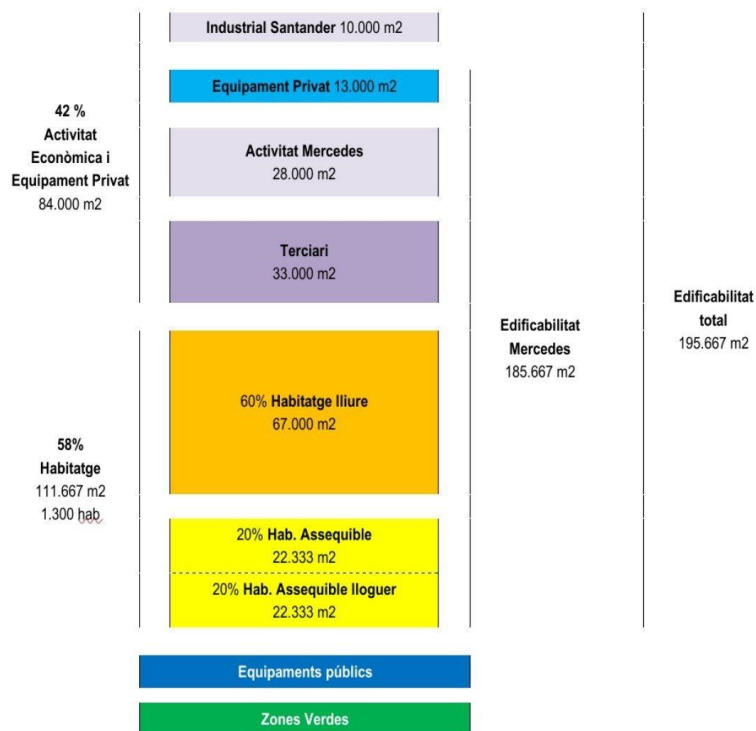 Industrial Santander 10.000 m2
Equipament Privat 13.000 m2
42 %
Activitat
Econòmica i
Equipament Privat
84.000 m2
Activitat Mercedes
28.000 m2
Terciari
33.000 m2
Edificabilitat
total
195.667 m2
Edificabilitat
Mercedes
185.667 m2
60% Habitatge lliure
67.000 m2
58%
Habitatge
111.667 m2
1.300 hab
20% Hab. Assequible
22.333 m2
20% Hab. Assequible lloguer
22.333 m2
Equipaments públics
Zones Verdes